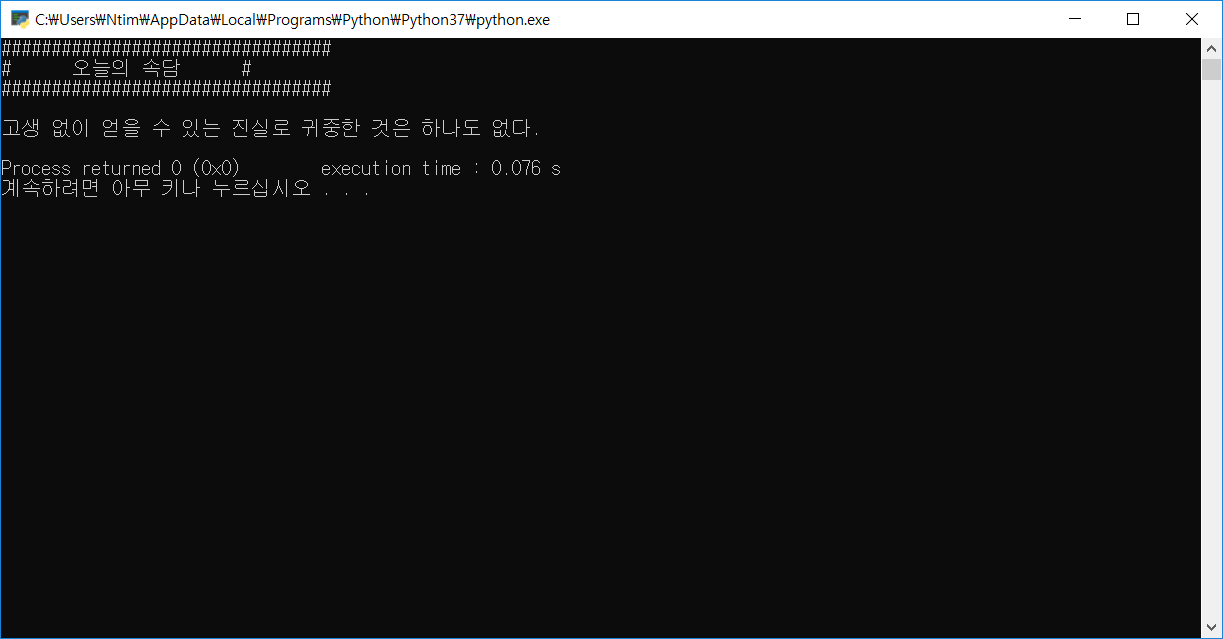 C:₩Users₩Ntim₩AppData₩Local₩Programs₩Python₩Python37₩python.exe
#################################
#      오늘의 속담      #
#################################
고생 없이 얻을 수 있는 진실로 귀중한 것은 하나도 없다.
Process returned 0 (0x0)        execution time : 0.076 s
계속하려면 아무 키나 누르십시오 . . .